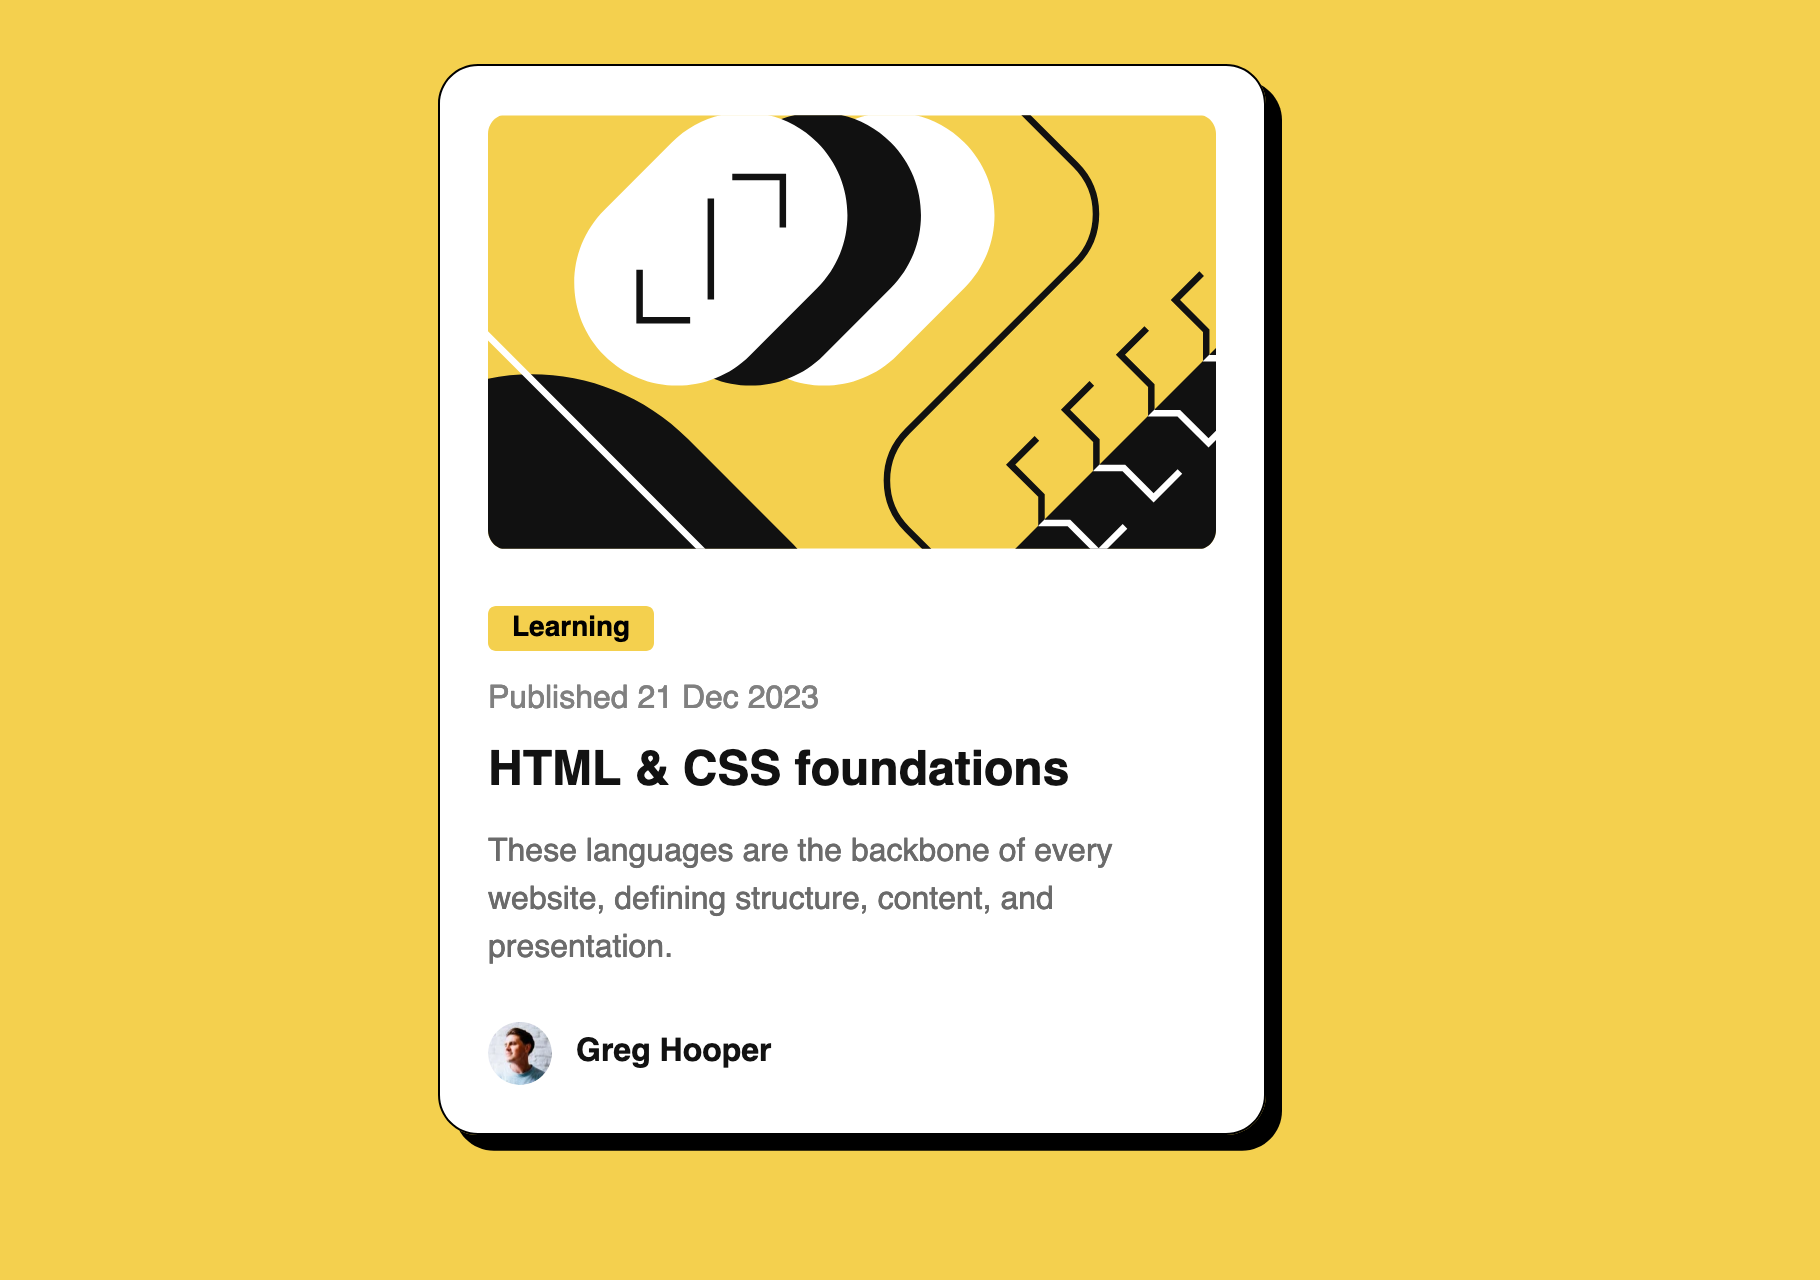 Learning
Published 21 Dec 2023
HTML & CSS foundations
These languages are the backbone of every
website, defining structure, content, and
presentation.
Greg Hooper